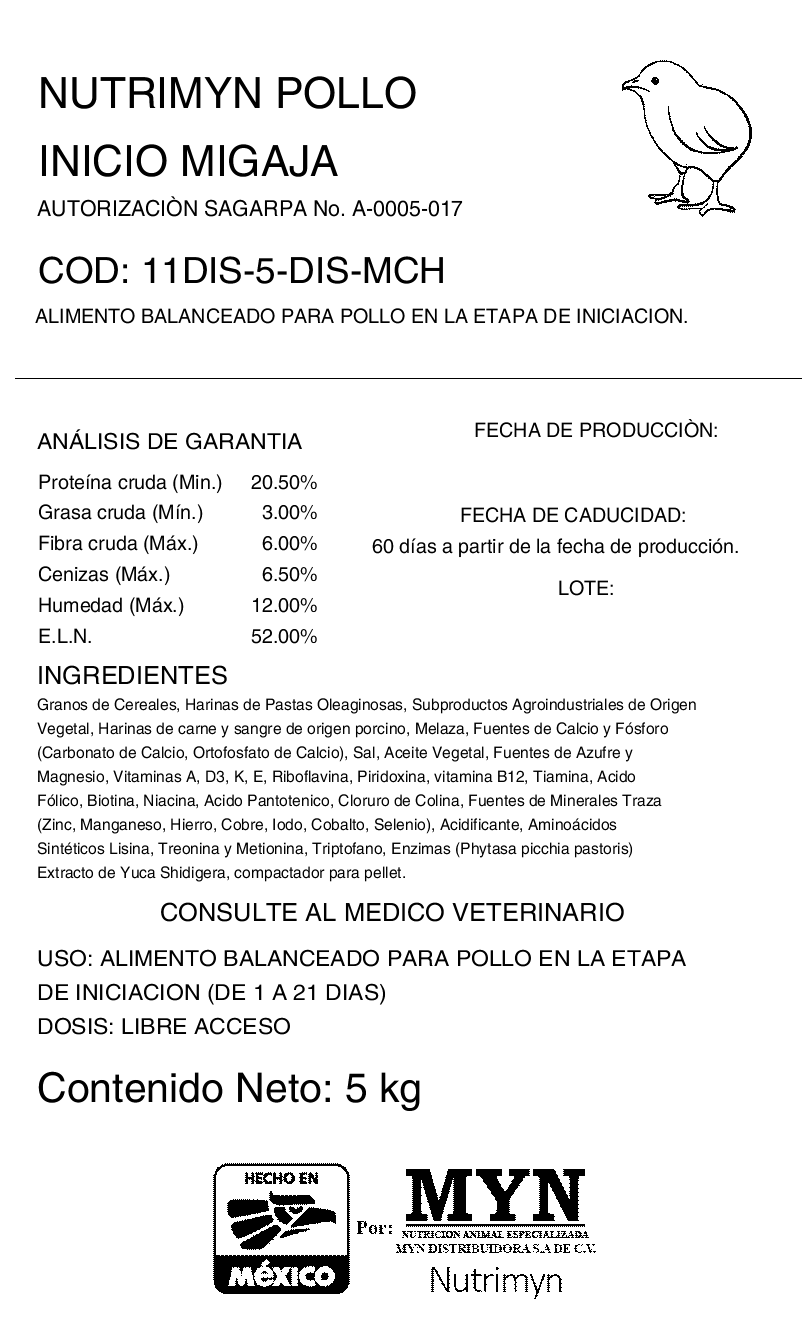 NUTRIMYN POLLO
INICIO MIGAJA
AUTORIZACIÒN SAGARPA No. A-0005-017
COD: 11DIS-5-DIS-MCH
ALIMENTO BALANCEADO PARA POLLO EN LA ETAPA DE INICIACION.
ANÁLISIS DE GARANTIA
Proteína cruda (Min.) 20.50%
Grasa cruda (Mín.) 3.00%
Fibra cruda (Máx.) 6.00%
Cenizas (Máx.) 6.50%
Humedad (Máx.) 12.00%
E.L.N. 52.00%
FECHA DE PRODUCCIÒN:
FECHA DE CADUCIDAD:
60 días a partir de la fecha de producción.
LOTE:
INGREDIENTES
Granos de Cereales, Harinas de Pastas Oleaginosas, Subproductos Agroindustriales de Origen
Vegetal, Harinas de carne y sangre de origen porcino, Melaza, Fuentes de Calcio y Fósforo
(Carbonato de Calcio, Ortofosfato de Calcio), Sal, Aceite Vegetal, Fuentes de Azufre y
Magnesio, Vitaminas A, D3, K, E, Riboflavina, Piridoxina, vitamina B12, Tiamina, Acido
Fólico, Biotina, Niacina, Acido Pantotenico, Cloruro de Colina, Fuentes de Minerales Traza
(Zinc, Manganeso, Hierro, Cobre, Iodo, Cobalto, Selenio), Acidificante, Aminoácidos
Sintéticos Lisina, Treonina y Metionina, Triptofano, Enzimas (Phytasa picchia pastoris)
Extracto de Yuca Shidigera, compactador para pellet.
CONSULTE AL MEDICO VETERINARIO
USO: ALIMENTO BALANCEADO PARA POLLO EN LA ETAPA
DE INICIACION (DE 1 A 21 DIAS)
DOSIS: LIBRE ACCESO
Contenido Neto: 5 kg
HECHO EN
MéXICO
Por:
MYN
NUTRICION ANIMAL ESPECIALIZADA
MYN DISTRIBUIDORA S.A DE C.V.
Nutrimyn